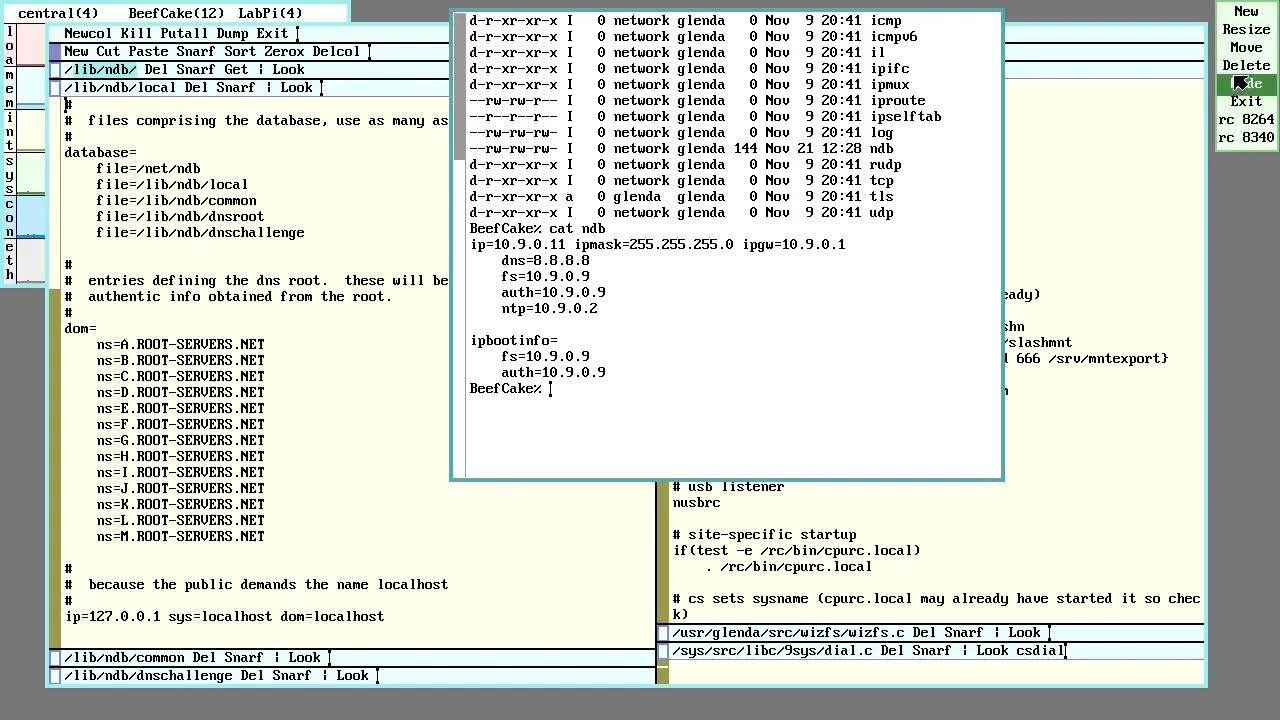 central(4) BeefCake(12) LabPi(4)
load
mem
int
sys
con
eth
Newcol Kill Putall Dump Exit
New Cut Paste Snarf Sort Zerox Delcol
/lib/ndb/ Del Snarf Get | Look
/lib/ndb/local Del Snarf | Look
#
# files comprising the database, use as many as
#
database=
file=/net/ndb
file=/lib/ndb/local
file=/lib/ndb/common
file=/lib/ndb/dnsroot
file=/lib/ndb/dnschallenge
#
# entries defining the dns root. these will be
# authentic info obtained from the root.
#
dom=
ns=A.ROOT-SERVERS.NET
ns=B.ROOT-SERVERS.NET
ns=C.ROOT-SERVERS.NET
ns=D.ROOT-SERVERS.NET
ns=E.ROOT-SERVERS.NET
ns=F.ROOT-SERVERS.NET
ns=G.ROOT-SERVERS.NET
ns=H.ROOT-SERVERS.NET
ns=I.ROOT-SERVERS.NET
ns=J.ROOT-SERVERS.NET
ns=K.ROOT-SERVERS.NET
ns=L.ROOT-SERVERS.NET
ns=M.ROOT-SERVERS.NET
#
# because the public demands the name localhost
#
ip=127.0.0.1 sys=localhost dom=localhost
/lib/ndb/common Del Snarf | Look
/lib/ndb/dnschallenge Del Snarf | Look
d-r-xr-xr-x I 0 network glenda 0 Nov 9 20:41 icmp
d-r-xr-xr-x I 0 network glenda 0 Nov 9 20:41 icmpv6
d-r-xr-xr-x I 0 network glenda 0 Nov 9 20:41 il
d-r-xr-xr-x I 0 network glenda 0 Nov 9 20:41 ipifc
d-r-xr-xr-x I 0 network glenda 0 Nov 9 20:41 ipmux
--rw-rw-r-- I 0 network glenda 0 Nov 9 20:41 iproute
--r--r--r-- I 0 network glenda 0 Nov 9 20:41 ipselftab
--rw-rw-rw- I 0 network glenda 0 Nov 9 20:41 log
--rw-rw-rw- I 0 network glenda 144 Nov 21 12:28 ndb
d-r-xr-xr-x I 0 network glenda 0 Nov 9 20:41 rudp
d-r-xr-xr-x I 0 network glenda 0 Nov 9 20:41 tcp
d-r-xr-xr-x a 0 glenda glenda 0 Nov 9 20:41 tls
d-r-xr-xr-x I 0 network glenda 0 Nov 9 20:41 udp
BeefCake% cat ndb
ip=10.9.0.11 ipmask=255.255.255.0 ipgw=10.9.0.1
dns=8.8.8.8
fs=10.9.0.9
auth=10.9.0.9
ntp=10.9.0.2
ipbootinfo=
fs=10.9.0.9
auth=10.9.0.9
BeefCake%
eady)
shn
/slashmnt
666 /srv/mntexport}
# usb listener
nusbrc
# site-specific startup
if(test -e /rc/bin/cpurc.local)
. /rc/bin/cpurc.local
# cs sets sysname (cpurc.local may already have started it so chec
k)
/usr/glenda/src/wizfs/wizfs.c Del Snarf | Look
/sys/src/libc/9sys/dial.c Del Snarf | Look csdial
New
Resize
Move
Delete
Exit
rc 8264
rc 8340